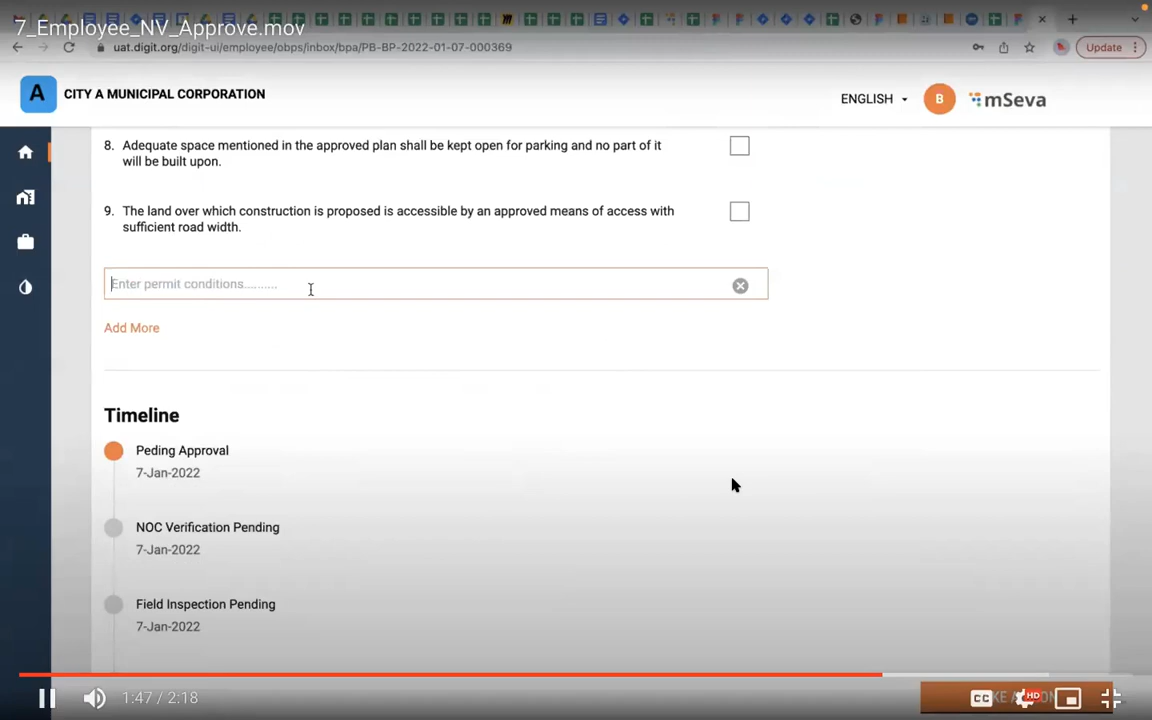 7_Employee_NV_Approve.mov
uat.digit.org/digit-ui/employee/obps/inbox/bpa/PB-BP-2022-01-07-000369
Update
A
CITY A MUNICIPAL CORPORATION
ENGLISH
B
mSeva
8. Adequate space mentioned in the approved plan shall be kept open for parking and no part of it
will be built upon.
9. The land over which construction is proposed is accessible by an approved means of access with
sufficient road width.
Enter permit conditions..........
Add More
Timeline
Peding Approval
7-Jan-2022
NOC Verification Pending
7-Jan-2022
Field Inspection Pending
7-Jan-2022
1:47 / 2:18
CC
HD